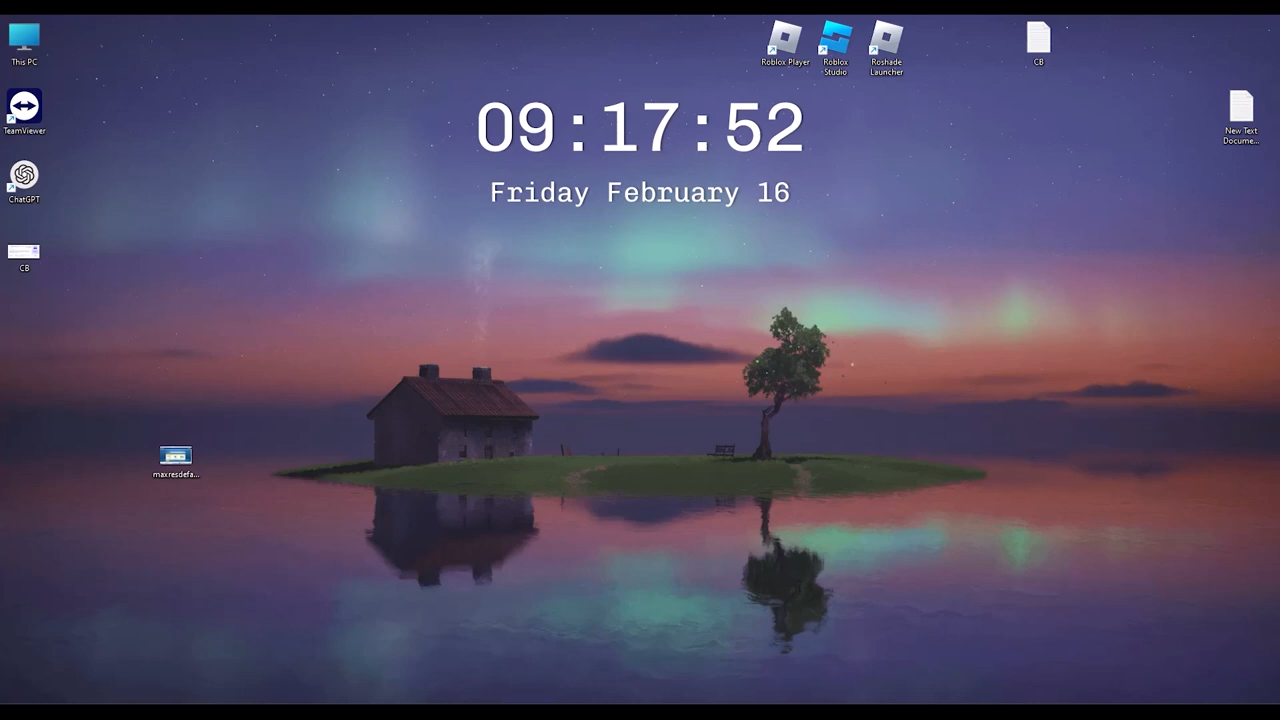 This PC
Roblox Player
Roblox
Studio
Roshade
Launcher
CB
TeamViewer
New Text
Docume...
09:17:52
Friday February 16
ChatGPT
CB
maxresdefa...